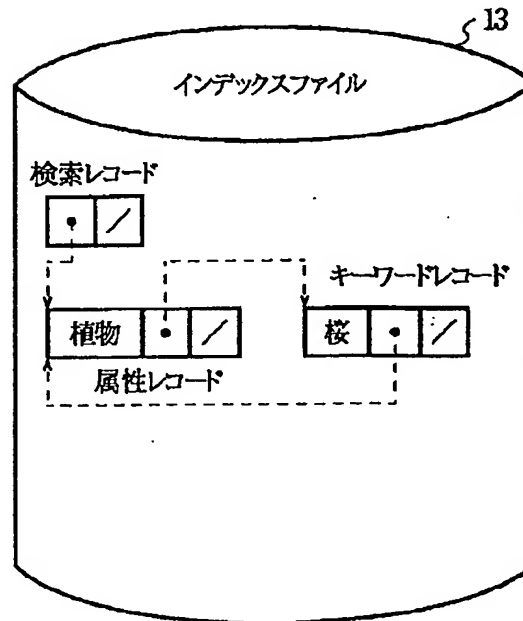 13
インデックスファイル
検索レコード
キーワードレコード
植物
桜
属性レコード